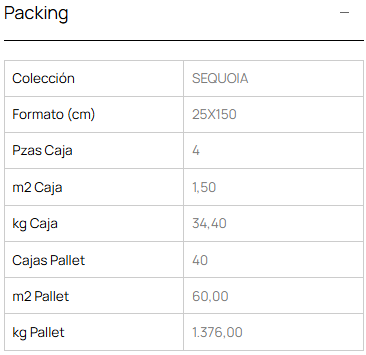 Packing
Colección SEQUOIA
Formato (cm) 25X150
Pzas Caja 4
m2 Caja 1,50
kg Caja 34,40
Cajas Pallet 40
m2 Pallet 60,00
kg Pallet 1.376,00